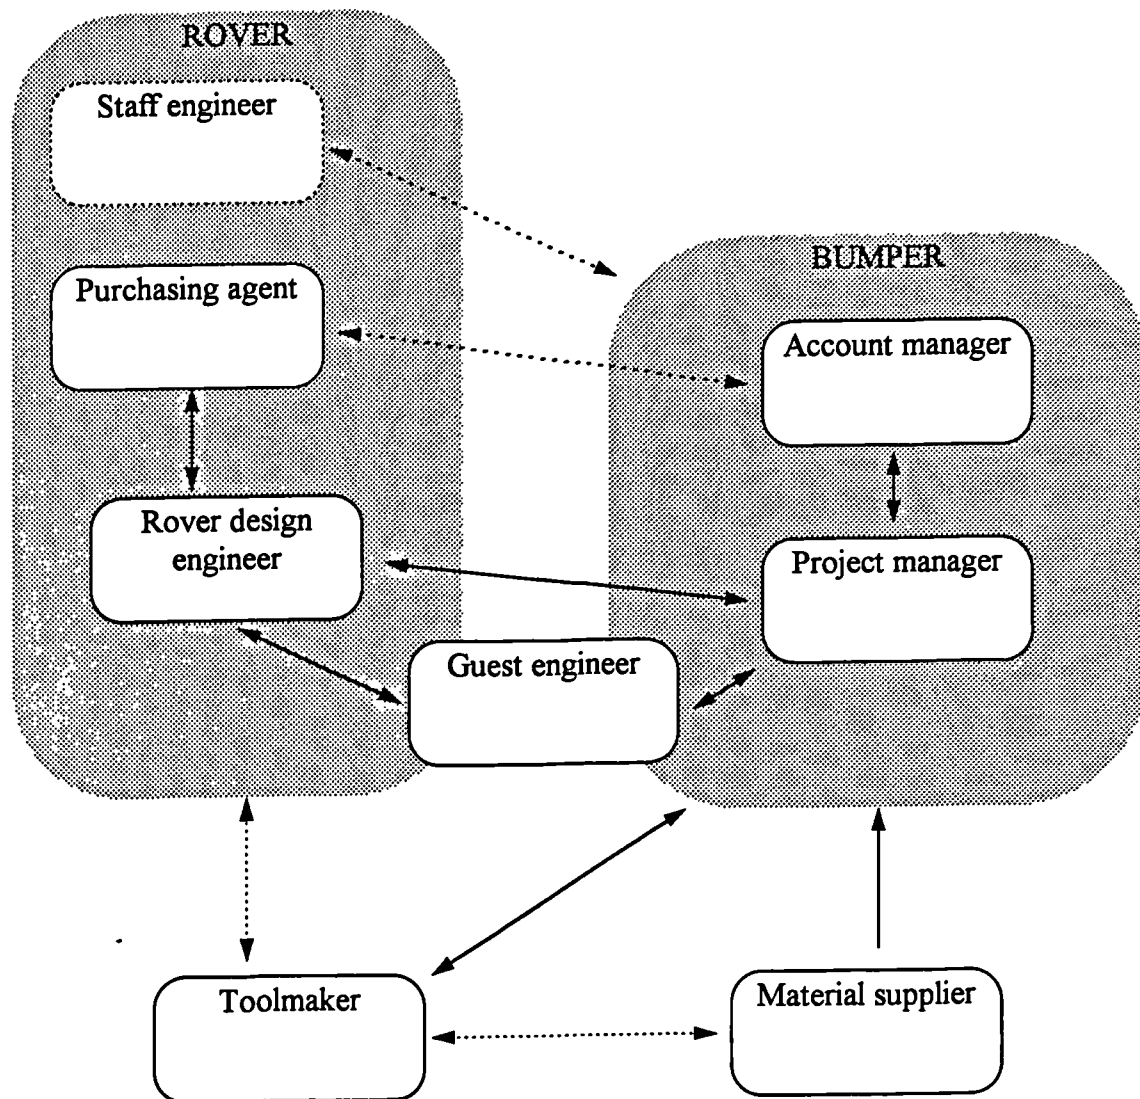 ROVER
Staff engineer
Purchasing agent
Rover design
engineer
BUMPER
Account manager
Project manager
Guest engineer
Toolmaker
Material supplier